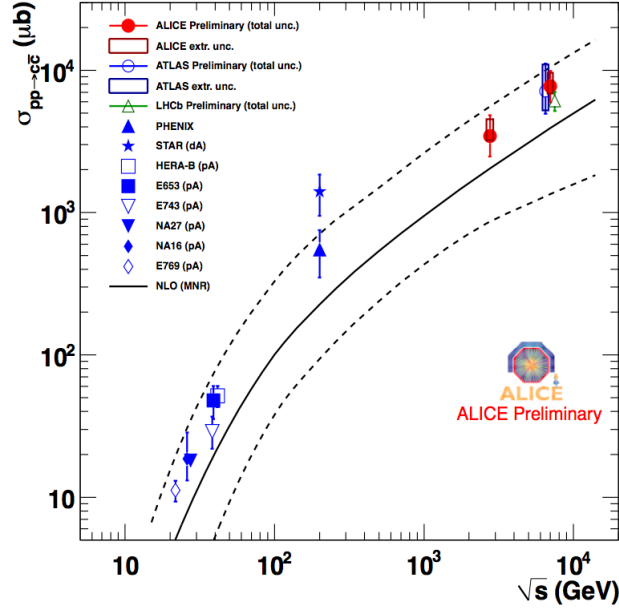 σpp→cc̅ (μb)
ALICE Preliminary (total unc.)
ALICE extr. unc.
ATLAS Preliminary (total unc.)
ATLAS extr. unc.
LHCb Preliminary (total unc.)
PHENIX
STAR (dA)
HERA-B (pA)
E653 (pA)
E743 (pA)
NA27 (pA)
NA16 (pA)
E769 (pA)
NLO (MNR)
10⁴
10³
10²
10
ALICE
ALICE Preliminary
10 10² 10³ 10⁴
√s (GeV)